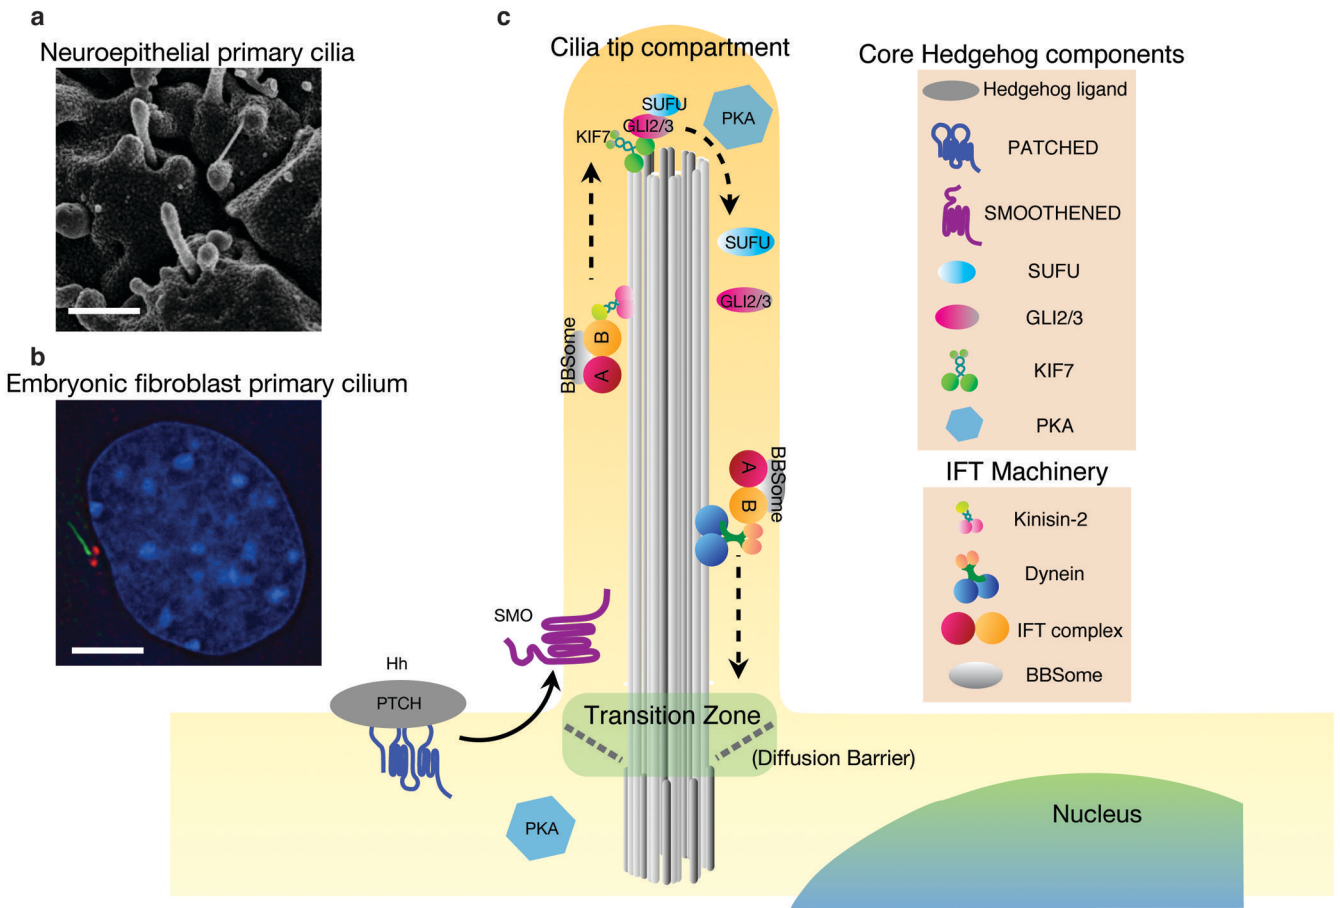 a
Neuroepithelial primary cilia
b
Embryonic fibroblast primary cilium
c
Cilia tip compartment
SUFU
GLI2/3
KIF7
PKA
SUFU
GLI2/3
BBSome
B
A
A
B
BBSome
SMO
Hh
PTCH
Transition Zone
(Diffusion Barrier)
PKA
Nucleus
Core Hedgehog components
Hedgehog ligand
PATCHED
SMOOTHENED
SUFU
GLI2/3
KIF7
PKA
IFT Machinery
Kinisin-2
Dynein
IFT complex
BBSome